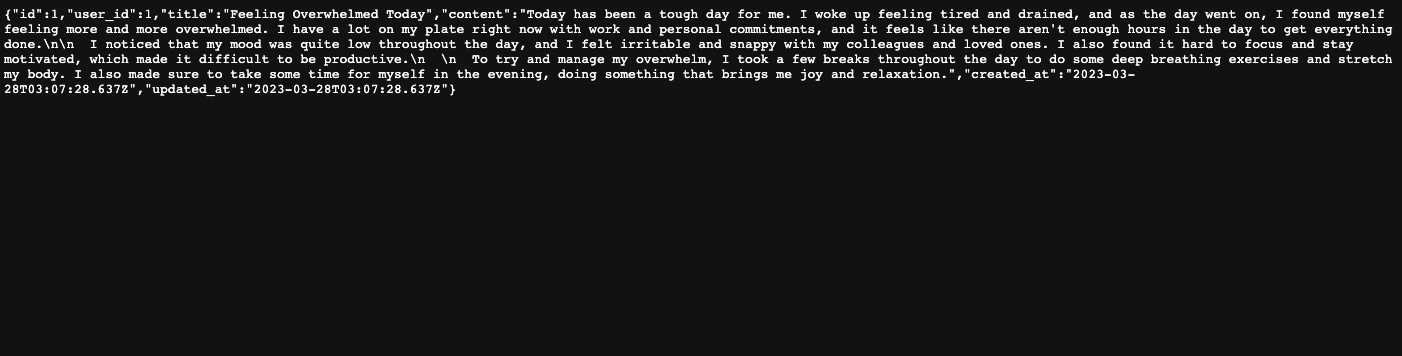 {"id":1,"user_id":1,"title":"Feeling Overwhelmed Today","content":"Today has been a tough day for me. I woke up feeling tired and drained, and as the day went on, I found myself
feeling more and more overwhelmed. I have a lot on my plate right now with work and personal commitments, and it feels like there aren't enough hours in the day to get everything
done.\n\n  I noticed that my mood was quite low throughout the day, and I felt irritable and snappy with my colleagues and loved ones. I also found it hard to focus and stay
motivated, which made it difficult to be productive.\n  \n  To try and manage my overwhelm, I took a few breaks throughout the day to do some deep breathing exercises and stretch
my body. I also made sure to take some time for myself in the evening, doing something that brings me joy and relaxation.","created_at":"2023-03-
28T03:07:28.637Z","updated_at":"2023-03-28T03:07:28.637Z"}